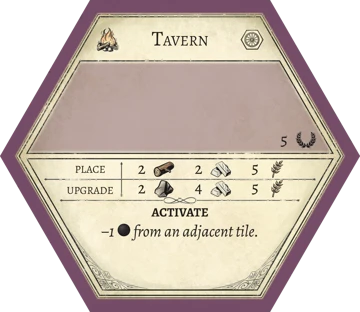 Tavern
5
PLACE 2 2 5
UPGRADE 2 4 5
ACTIVATE
–1 from an adjacent tile.